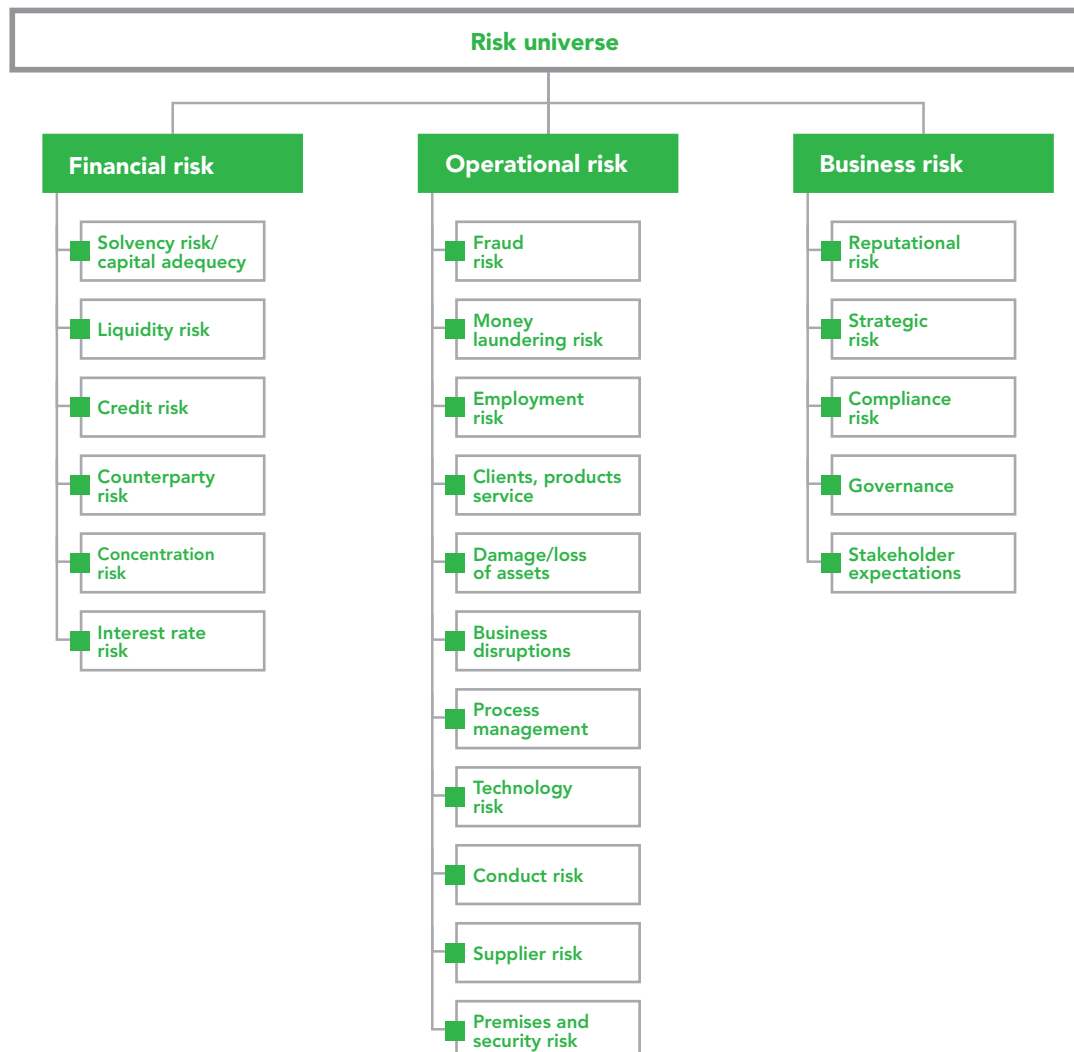 Risk universe
Financial risk
Solvency risk/
capital adequecy
Liquidity risk
Credit risk
Counterparty
risk
Concentration
risk
Interest rate
risk
Operational risk
Fraud
risk
Money
laundering risk
Employment
risk
Clients, products
service
Damage/loss
of assets
Business
disruptions
Process
management
Technology
risk
Conduct risk
Supplier risk
Premises and
security risk
Business risk
Reputational
risk
Strategic
risk
Compliance
risk
Governance
Stakeholder
expectations